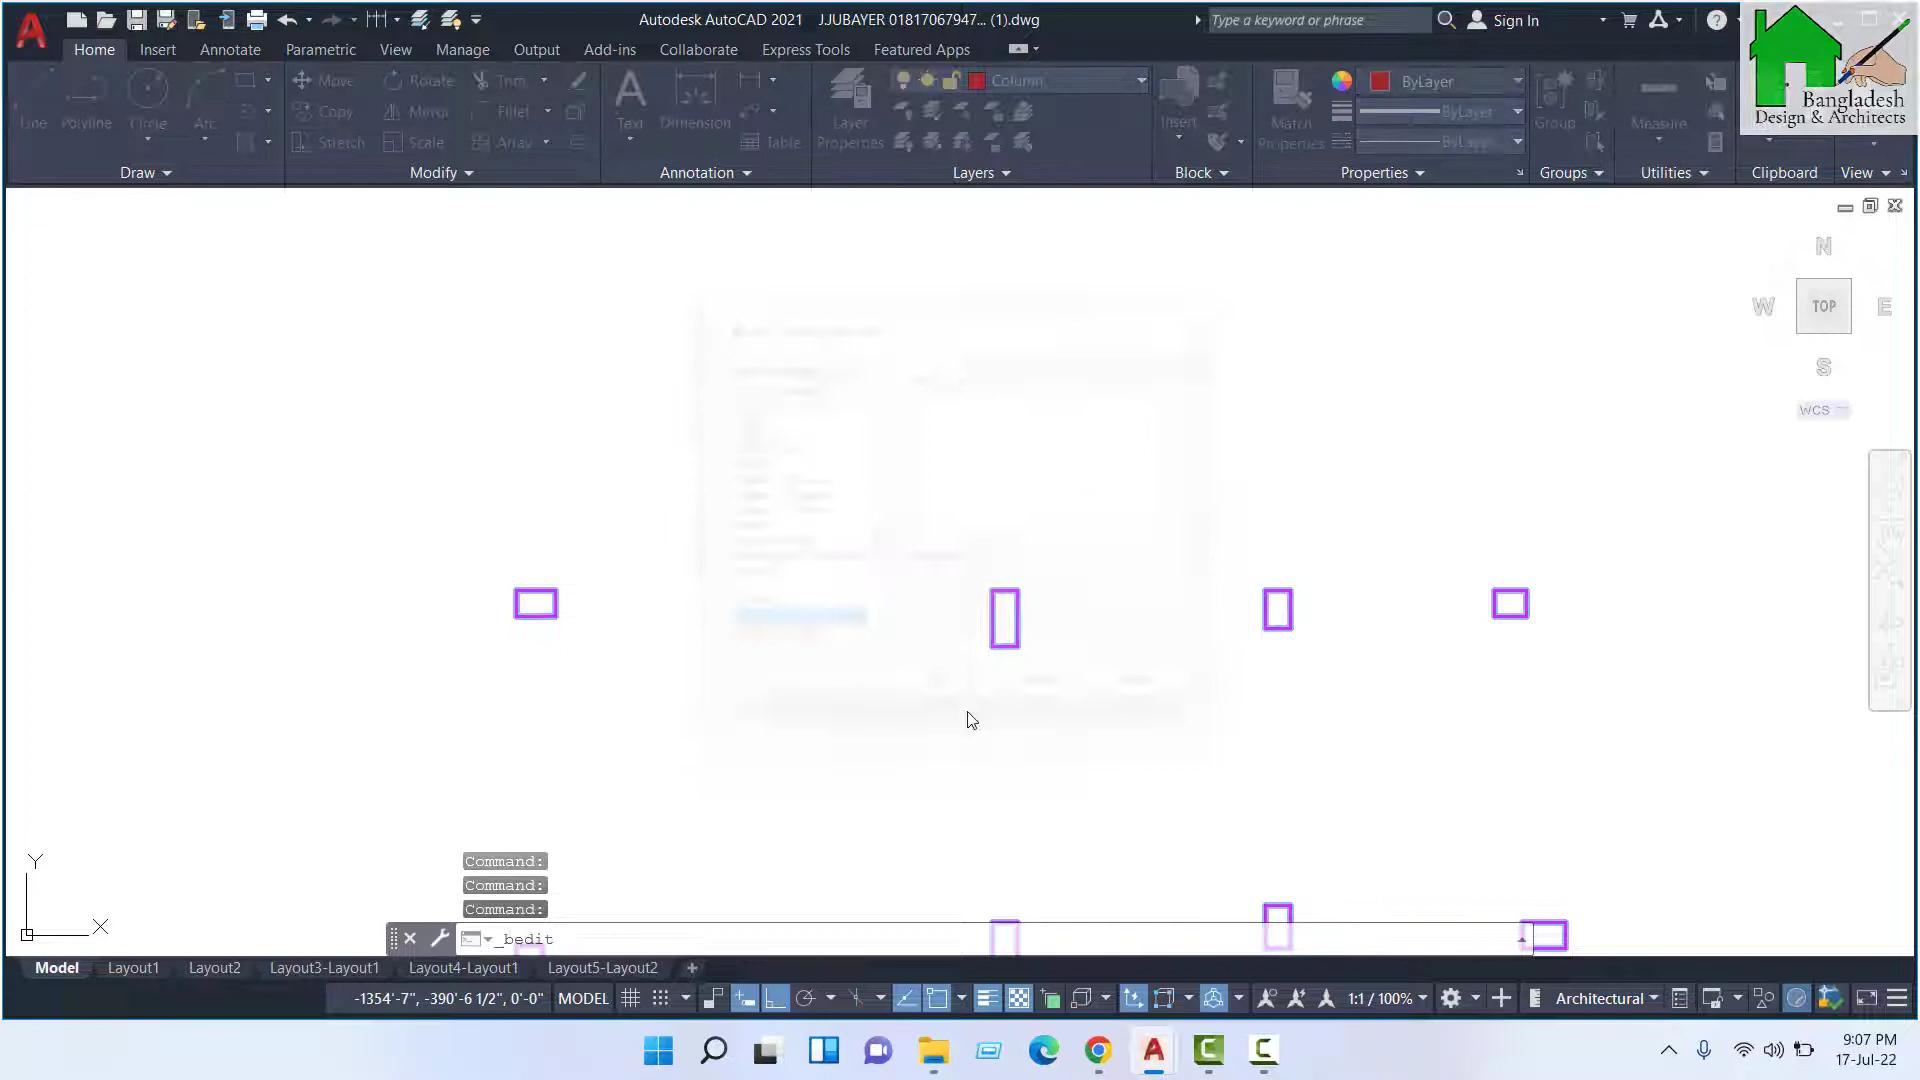 Autodesk AutoCAD 2021 JJUBAYER 01817067947... (1).dwg
Type a keyword or phrase
Sign In
Home Insert Annotate Parametric View Manage Output Add-ins Collaborate Express Tools Featured Apps
Line Polyline Circle Arc
Move Rotate Trim
Copy Mirror Fillet
Stretch Scale Array
Text Dimension Table
Layer Properties
Column
Insert
Match Properties
ByLayer
ByLayer
ByLayer
Group
Measure
Draw Modify Annotation Layers Block Properties Groups Utilities Clipboard View
Bangladesh
Design & Architects
N
W TOP E
S
WCS
Y
X
Command:
Command:
Command:
_bedit
Model Layout1 Layout2 Layout3-Layout1 Layout4-Layout1 Layout5-Layout2
-1354'-7", -390'-6 1/2", 0'-0" MODEL 1:1 / 100% Architectural
9:07 PM
17-Jul-22